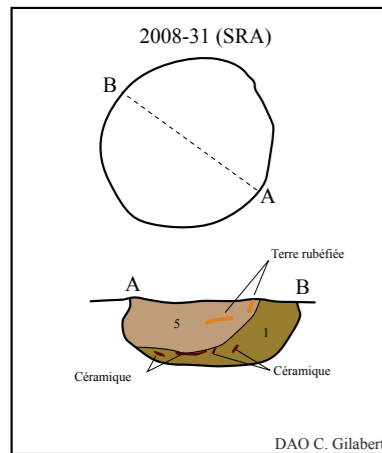 2008-31 (SRA)
B
A
Terre rubéfiée
A
B
5
1
Céramique
Céramique
DAO C. Gilabert